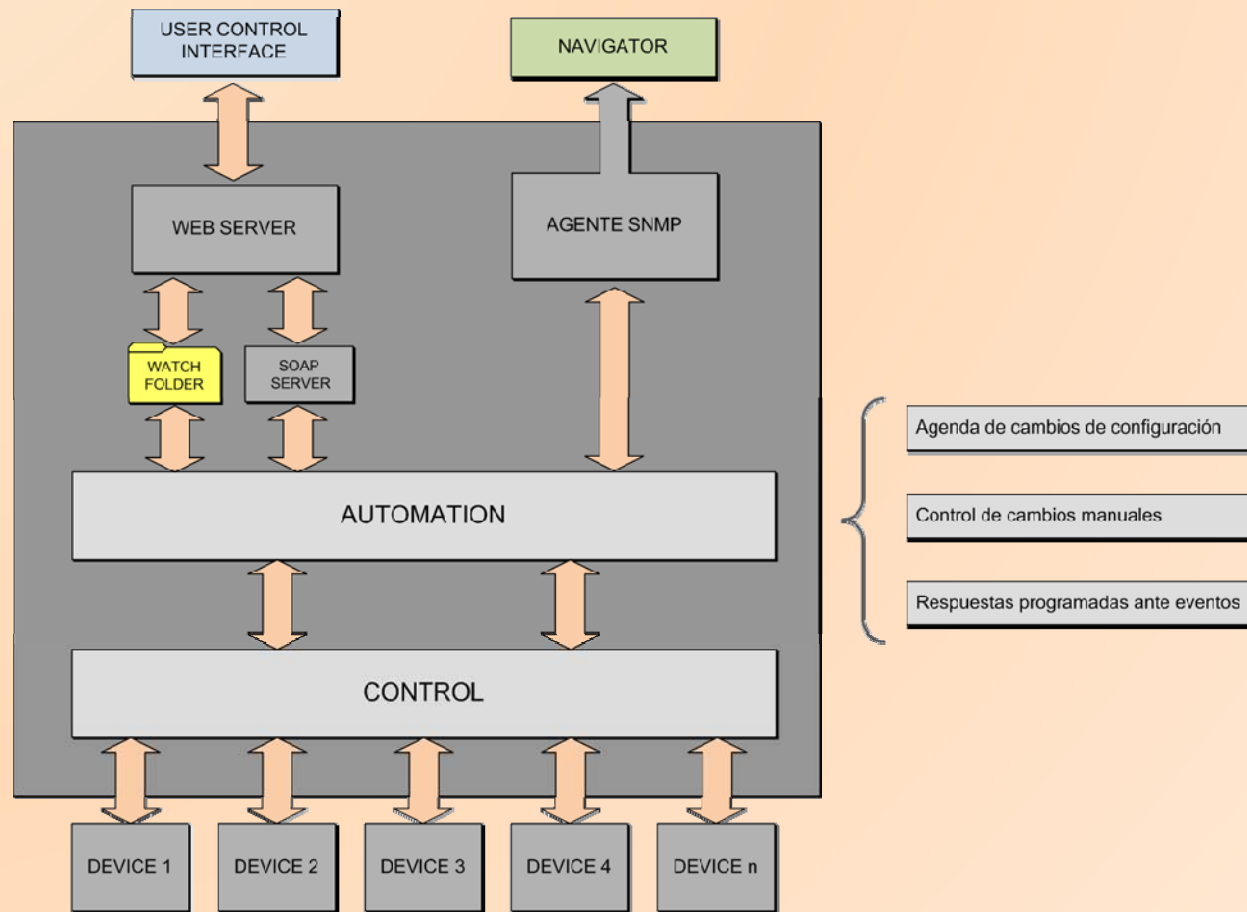 USER CONTROL
INTERFACE
NAVIGATOR
WEB SERVER
AGENTE SNMP
WATCH
FOLDER
SOAP
SERVER
AUTOMATION
CONTROL
Agenda de cambios de configuración
Control de cambios manuales
Respuestas programadas ante eventos
DEVICE 1
DEVICE 2
DEVICE 3
DEVICE 4
DEVICE n